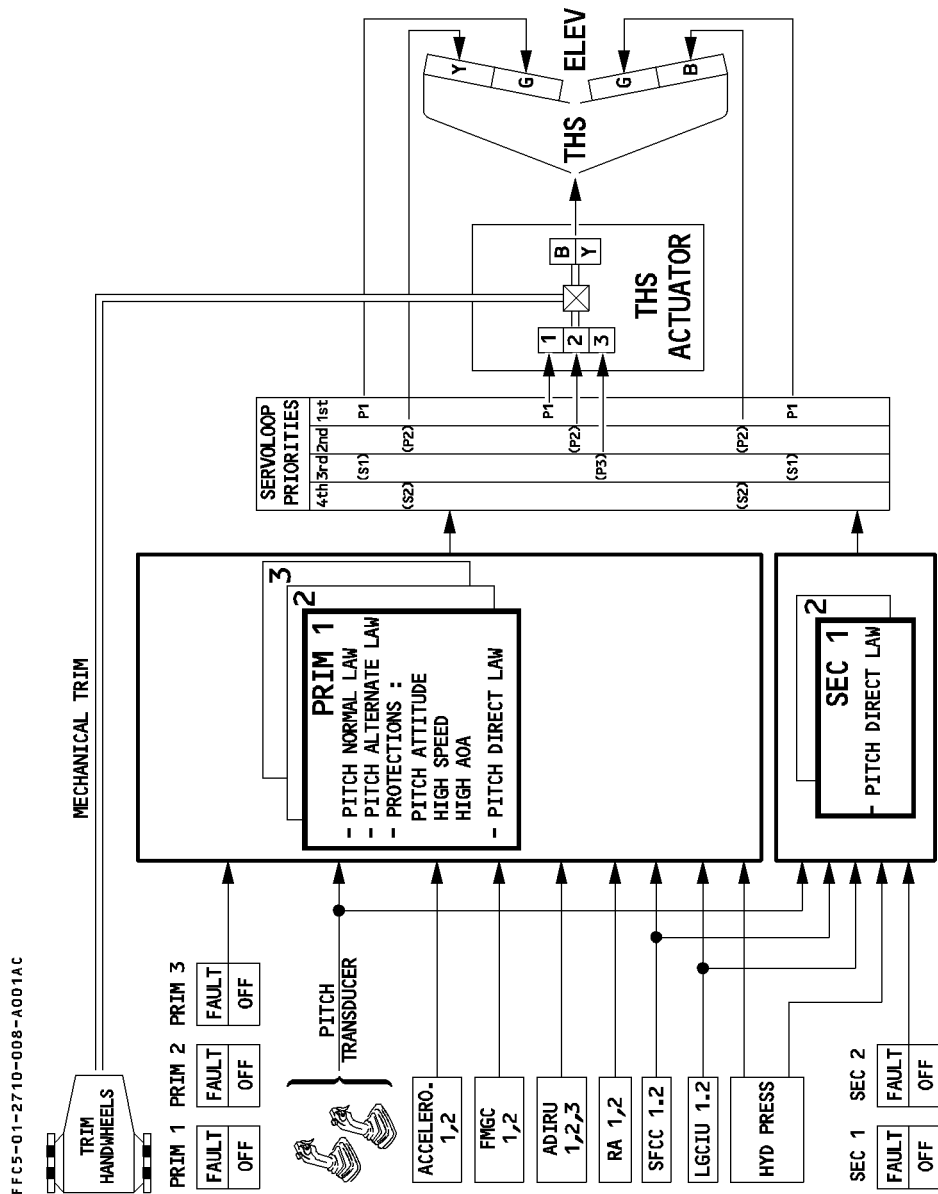 FFC5-01-2710-008-A001AC
MECHANICAL TRIM
TRIM
HANDWHEELS
PRIM 1
PRIM 2
PRIM 3
FAULT
OFF
FAULT
OFF
FAULT
OFF
PITCH
TRANSDUCER
ACCELERO.
1,2
FMGC
1,2
ADIRU
1,2,3
RA 1,2
SFCC 1.2
LGCIU 1.2
HYD PRESS
SEC 1
SEC 2
FAULT
OFF
FAULT
OFF
3
2
PRIM 1
- PITCH NORMAL LAW
- PITCH ALTERNATE LAW
- PROTECTIONS :
PITCH ATTITUDE
HIGH SPEED
HIGH AOA
- PITCH DIRECT LAW
2
SEC 1
- PITCH DIRECT LAW
SERVOLOOP
PRIORITIES
4th 3rd 2nd 1st
(S1) P1
(S2) (P2)
P1
(P2)
(P3)
(S2) (P2)
(S1) P1
1
2
3
B
Y
THS
ACTUATOR
THS
ELEV
Y
G
G
B